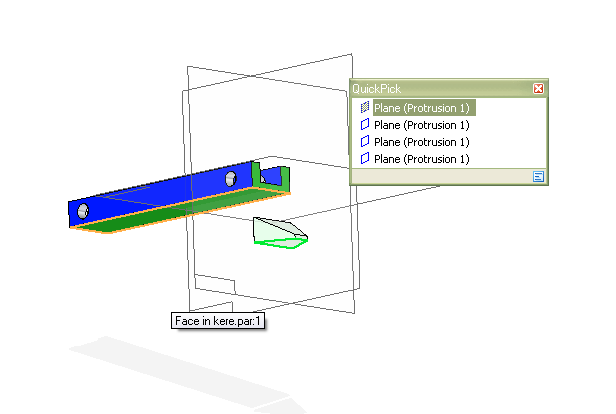 QuickPick
Plane (Protrusion 1)
Plane (Protrusion 1)
Plane (Protrusion 1)
Plane (Protrusion 1)
Face in kere.par:1